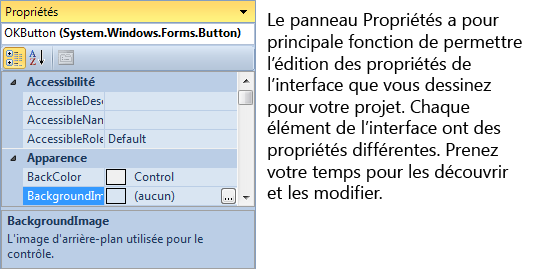 Propriétés
OKButton (System.Windows.Forms.Button)
Accessibilité
AccessibleDes
AccessibleNan
AccessibleRole Default
Apparence
BackColor Control
BackgroundIm (aucun) ...
BackgroundImage
L'image d'arrière-plan utilisée pour le
contrôle.
Le panneau Propriétés a pour
principale fonction de permettre
l’édition des propriétés de
l’interface que vous dessinez
pour votre projet. Chaque
élément de l’interface ont des
propriétés différentes. Prenez
votre temps pour les découvrir
et les modifier.